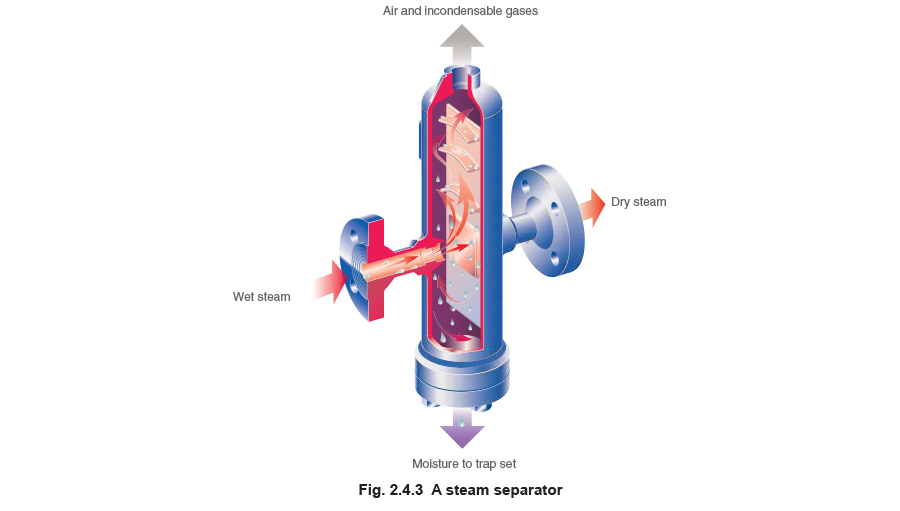 Air and incondensable gases
Dry steam
Wet steam
Moisture to trap set
Fig. 2.4.3 A steam separator